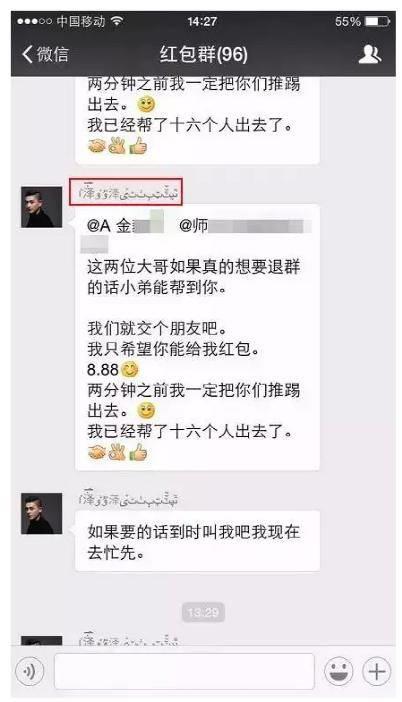 中国移动
14:27
55%
微信
红包群(96)
两分钟之前我一定把你们推踢
出去。
我已经帮了十六个人出去了。
@A 金 @师
这两位大哥如果真的想要退群
的话小弟能帮到你。
我们就交个朋友吧。
我只希望你能给我红包。
8.88
两分钟之前我一定把你们推踢
出去。
我已经帮了十六个人出去了。
如果要的话到时叫我吧我现在
去忙先。
13:29